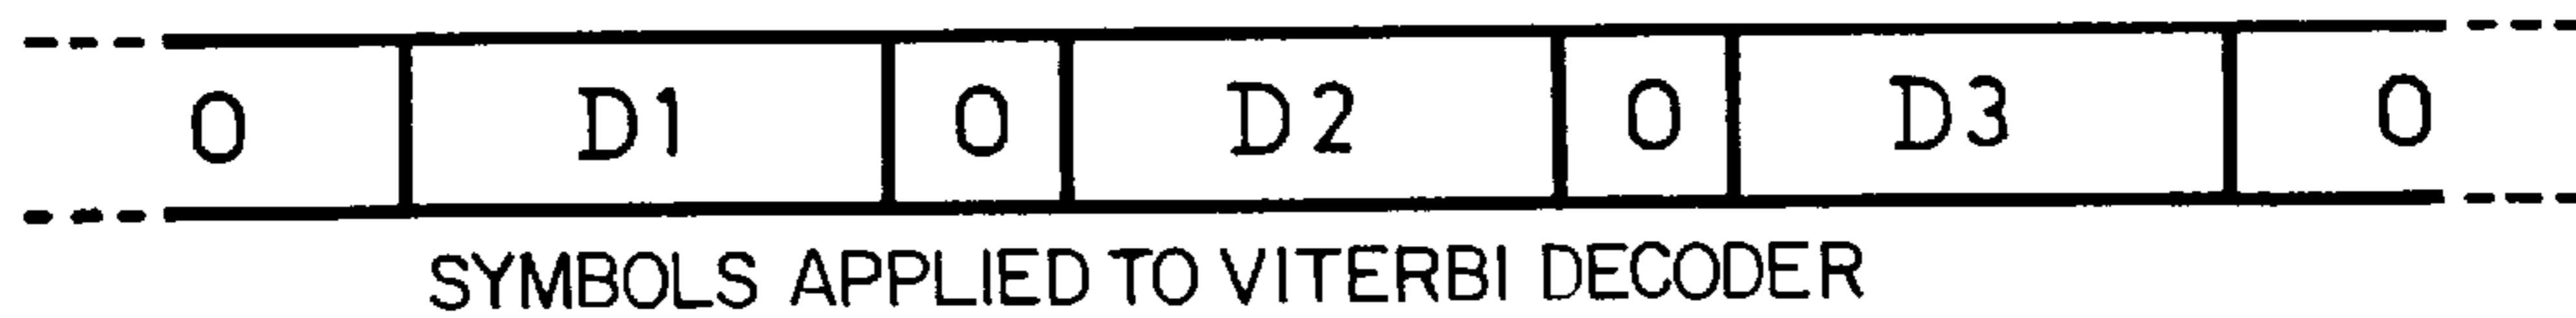 0 D1 0 D2 0 D3 0
SYMBOLS APPLIED TO VITERBI DECODER